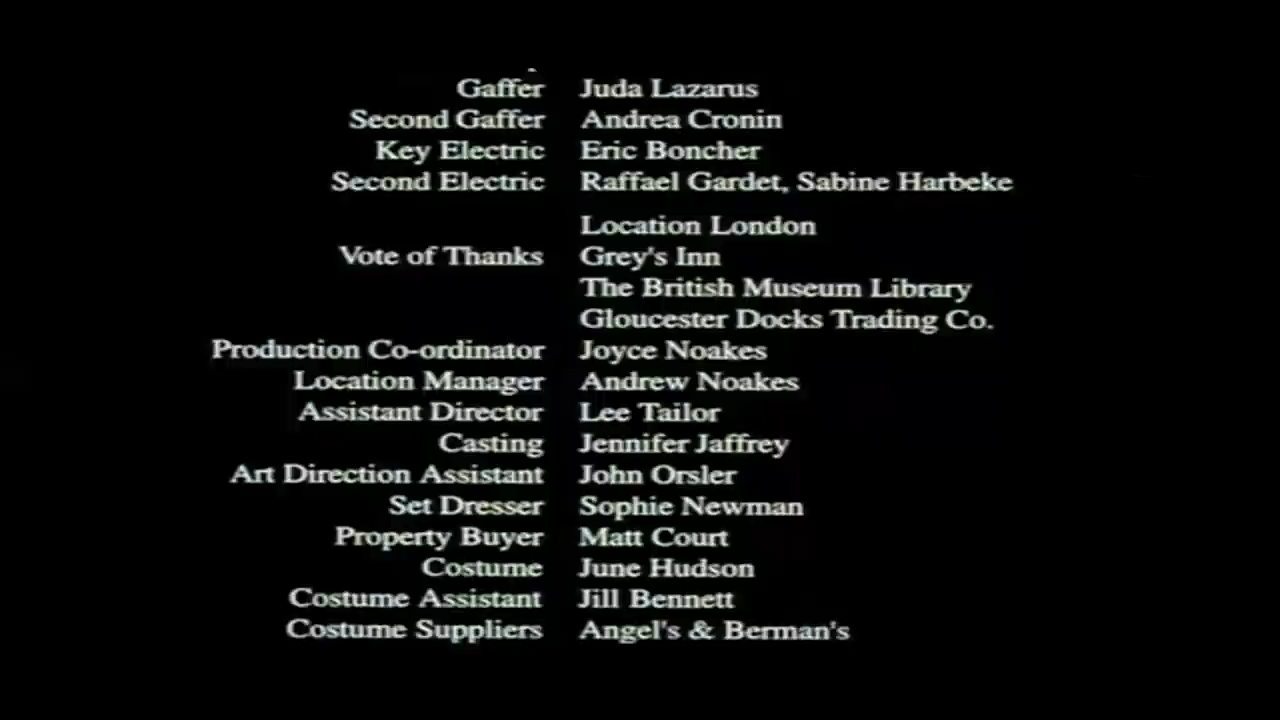 Gaffer Juda Lazarus
Second Gaffer Andrea Cronin
Key Electric Eric Boncher
Second Electric Raffael Gardet, Sabine Harbeke
Location London
Vote of Thanks Grey's Inn
The British Museum Library
Gloucester Docks Trading Co.
Production Co-ordinator Joyce Noakes
Location Manager Andrew Noakes
Assistant Director Lee Tailor
Casting Jennifer Jaffrey
Art Direction Assistant John Orsler
Set Dresser Sophie Newman
Property Buyer Matt Court
Costume June Hudson
Costume Assistant Jill Bennett
Costume Suppliers Angel's & Berman's